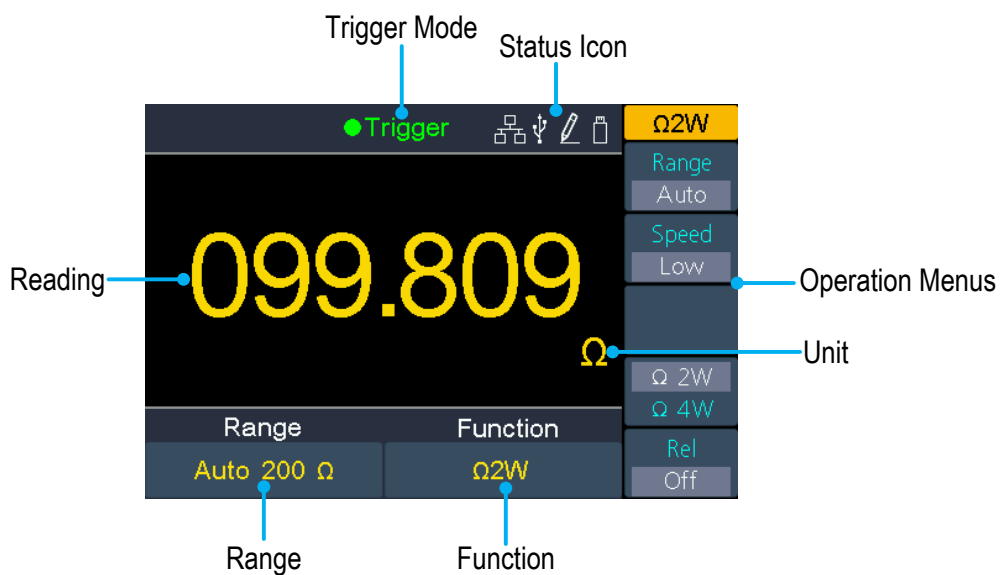 Trigger Mode
Status Icon
Trigger
Ω2W
Range
Auto
Speed
Low
Reading
099.809
Operation Menus
Ω
Unit
Ω 2W
Ω 4W
Range
Function
Rel
Off
Auto 200 Ω
Ω2W
Range
Function